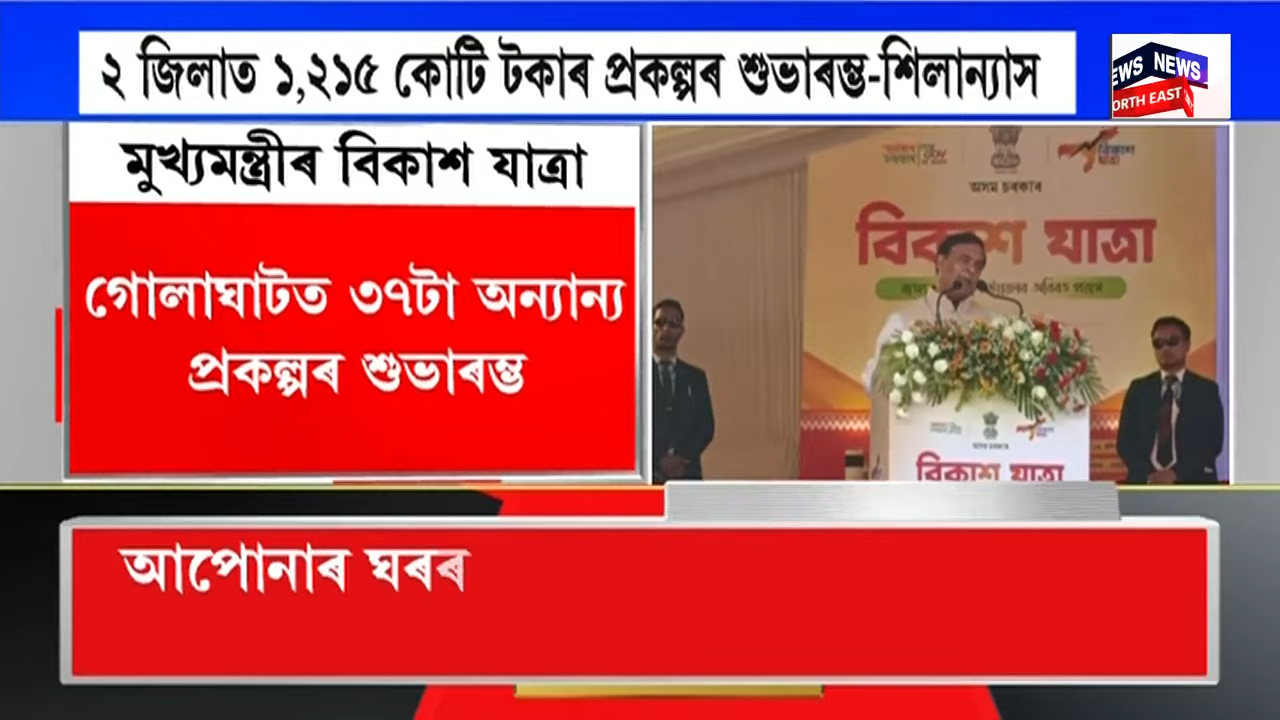 ২ জিলাত ১,২১৫ কোটি টকাৰ প্ৰকল্পৰ শুভাৰম্ভ-শিলান্যাস
NEWS NEWS
NORTH EAST
মুখ্যমন্ত্ৰীৰ বিকাশ যাত্ৰা
গোলাঘাটত ৩৭টা অন্যান্য
প্ৰকল্পৰ শুভাৰম্ভ
বিকাশ
যাত্ৰা
অসম চৰকাৰ
বিকাশ যাত্ৰা
বিকাশ যাত্ৰা
আপোনাৰ ঘৰৰ